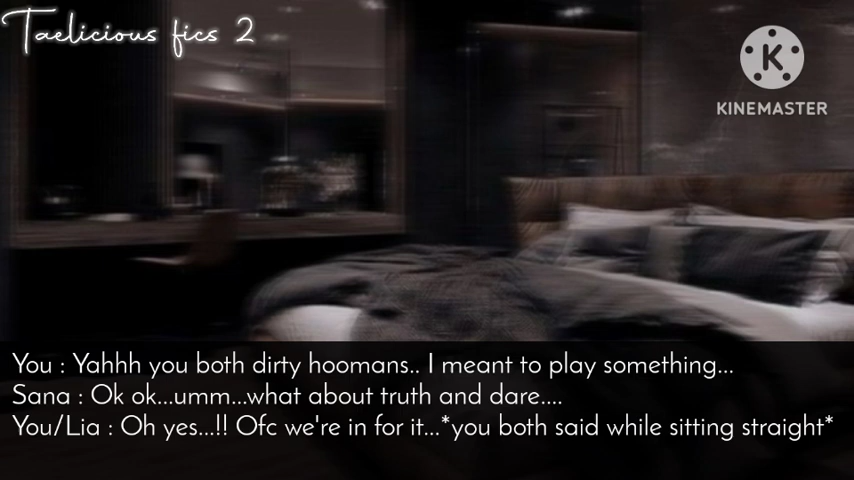 Taelicious fics 2
KINEMASTER
You : Yahhh you both dirty hoomans.. I meant to play something...
Sana : Ok ok...umm...what about truth and dare....
You/Lia : Oh yes...!! Ofc we're in for it...*you both said while sitting straight*